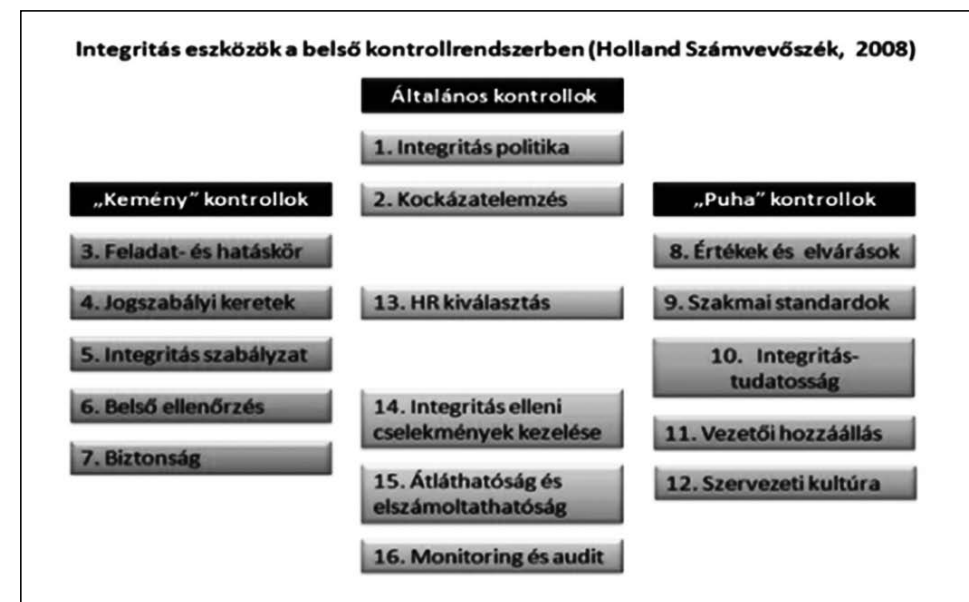 Integritás eszközök a belső kontrollrendszerben (Holland Számvevőszék, 2008)
Általános kontrollok
1. Integritás politika
2. Kockázatelemzés
„Kemény” kontrollok
3. Feladat- és hatáskör
4. Jogszabályi keretek
5. Integritás szabályzat
6. Belső ellenőrzés
7. Biztonság
„Puha” kontrollok
8. Értékek és elvárások
9. Szakmai standardok
10. Integritás-
tudatosság
11. Vezetői hozzáállás
12. Szervezeti kultúra
13. HR kiválasztás
14. Integritás elleni
cselekmények kezelése
15. Átláthatóság és
elszámoltathatóság
16. Monitoring és audit